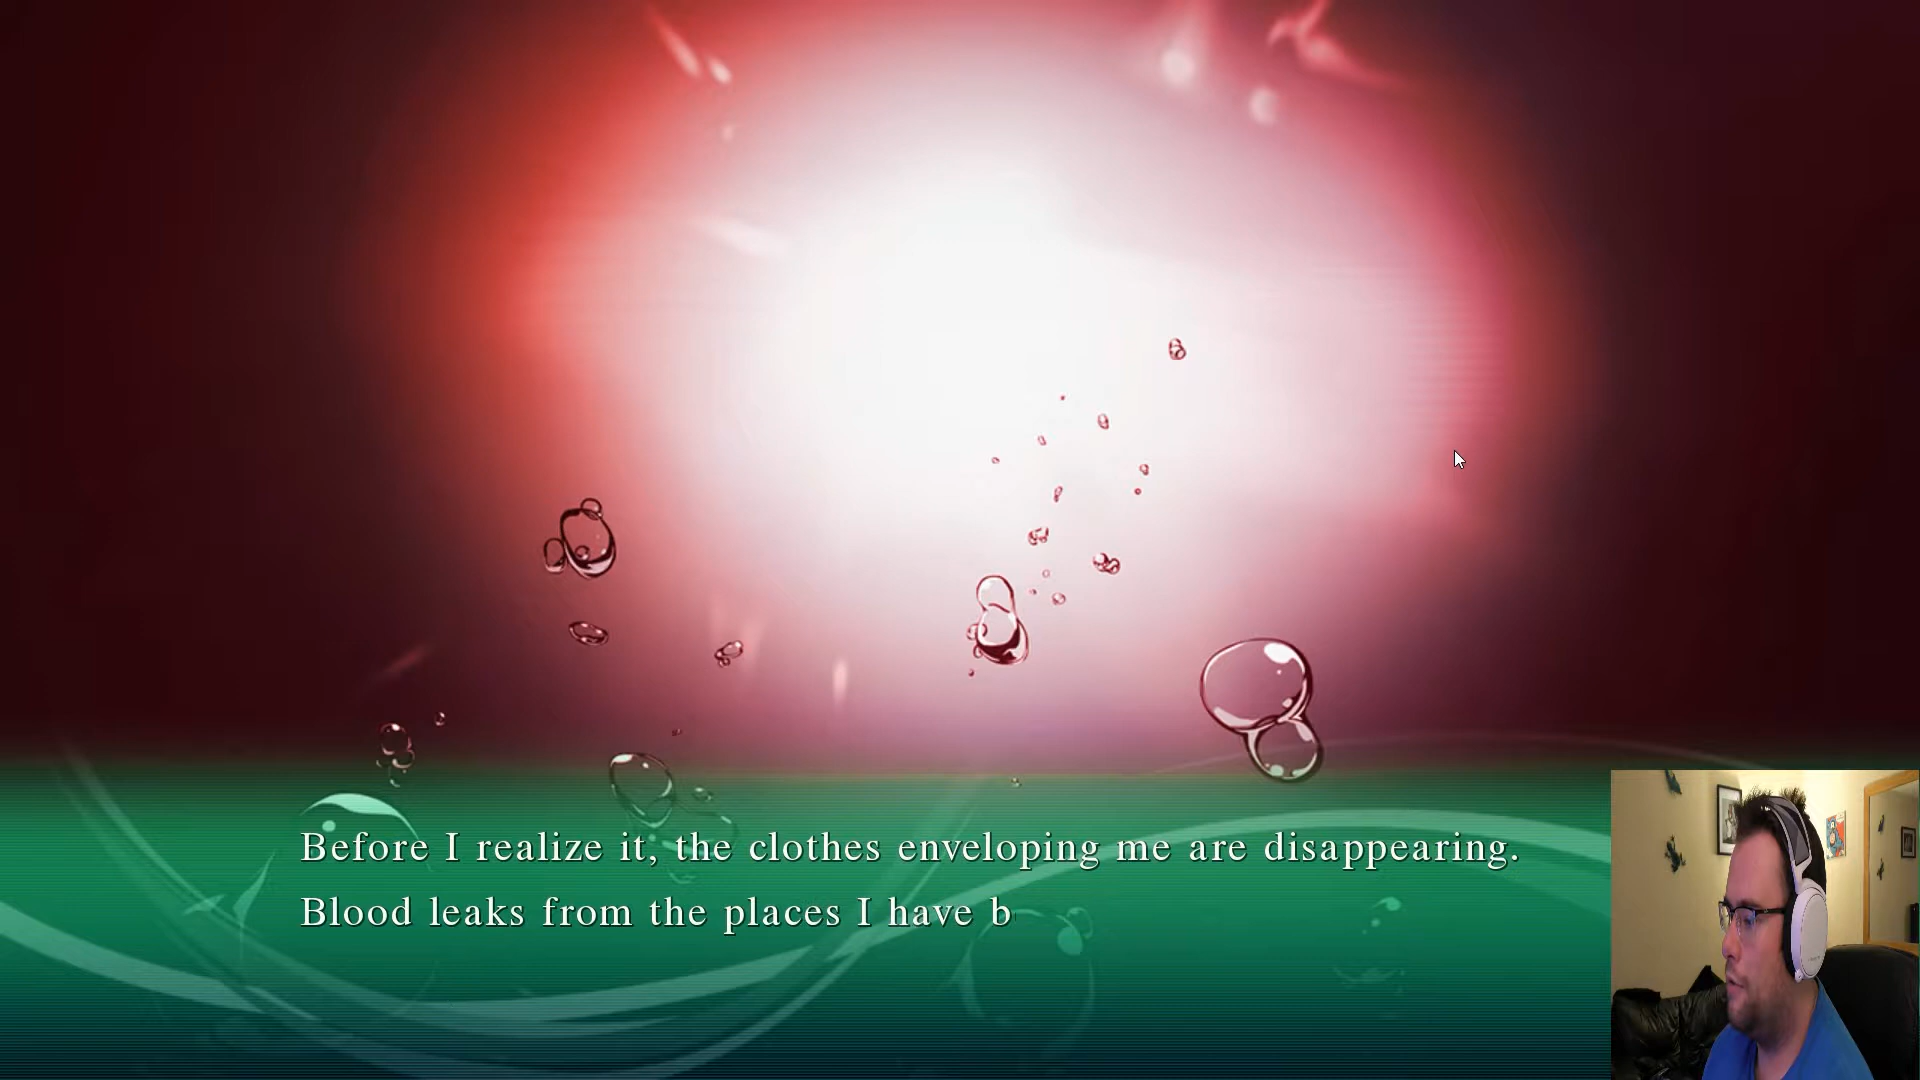 Before I realize it, the clothes enveloping me are disappearing.
Blood leaks from the places I have b